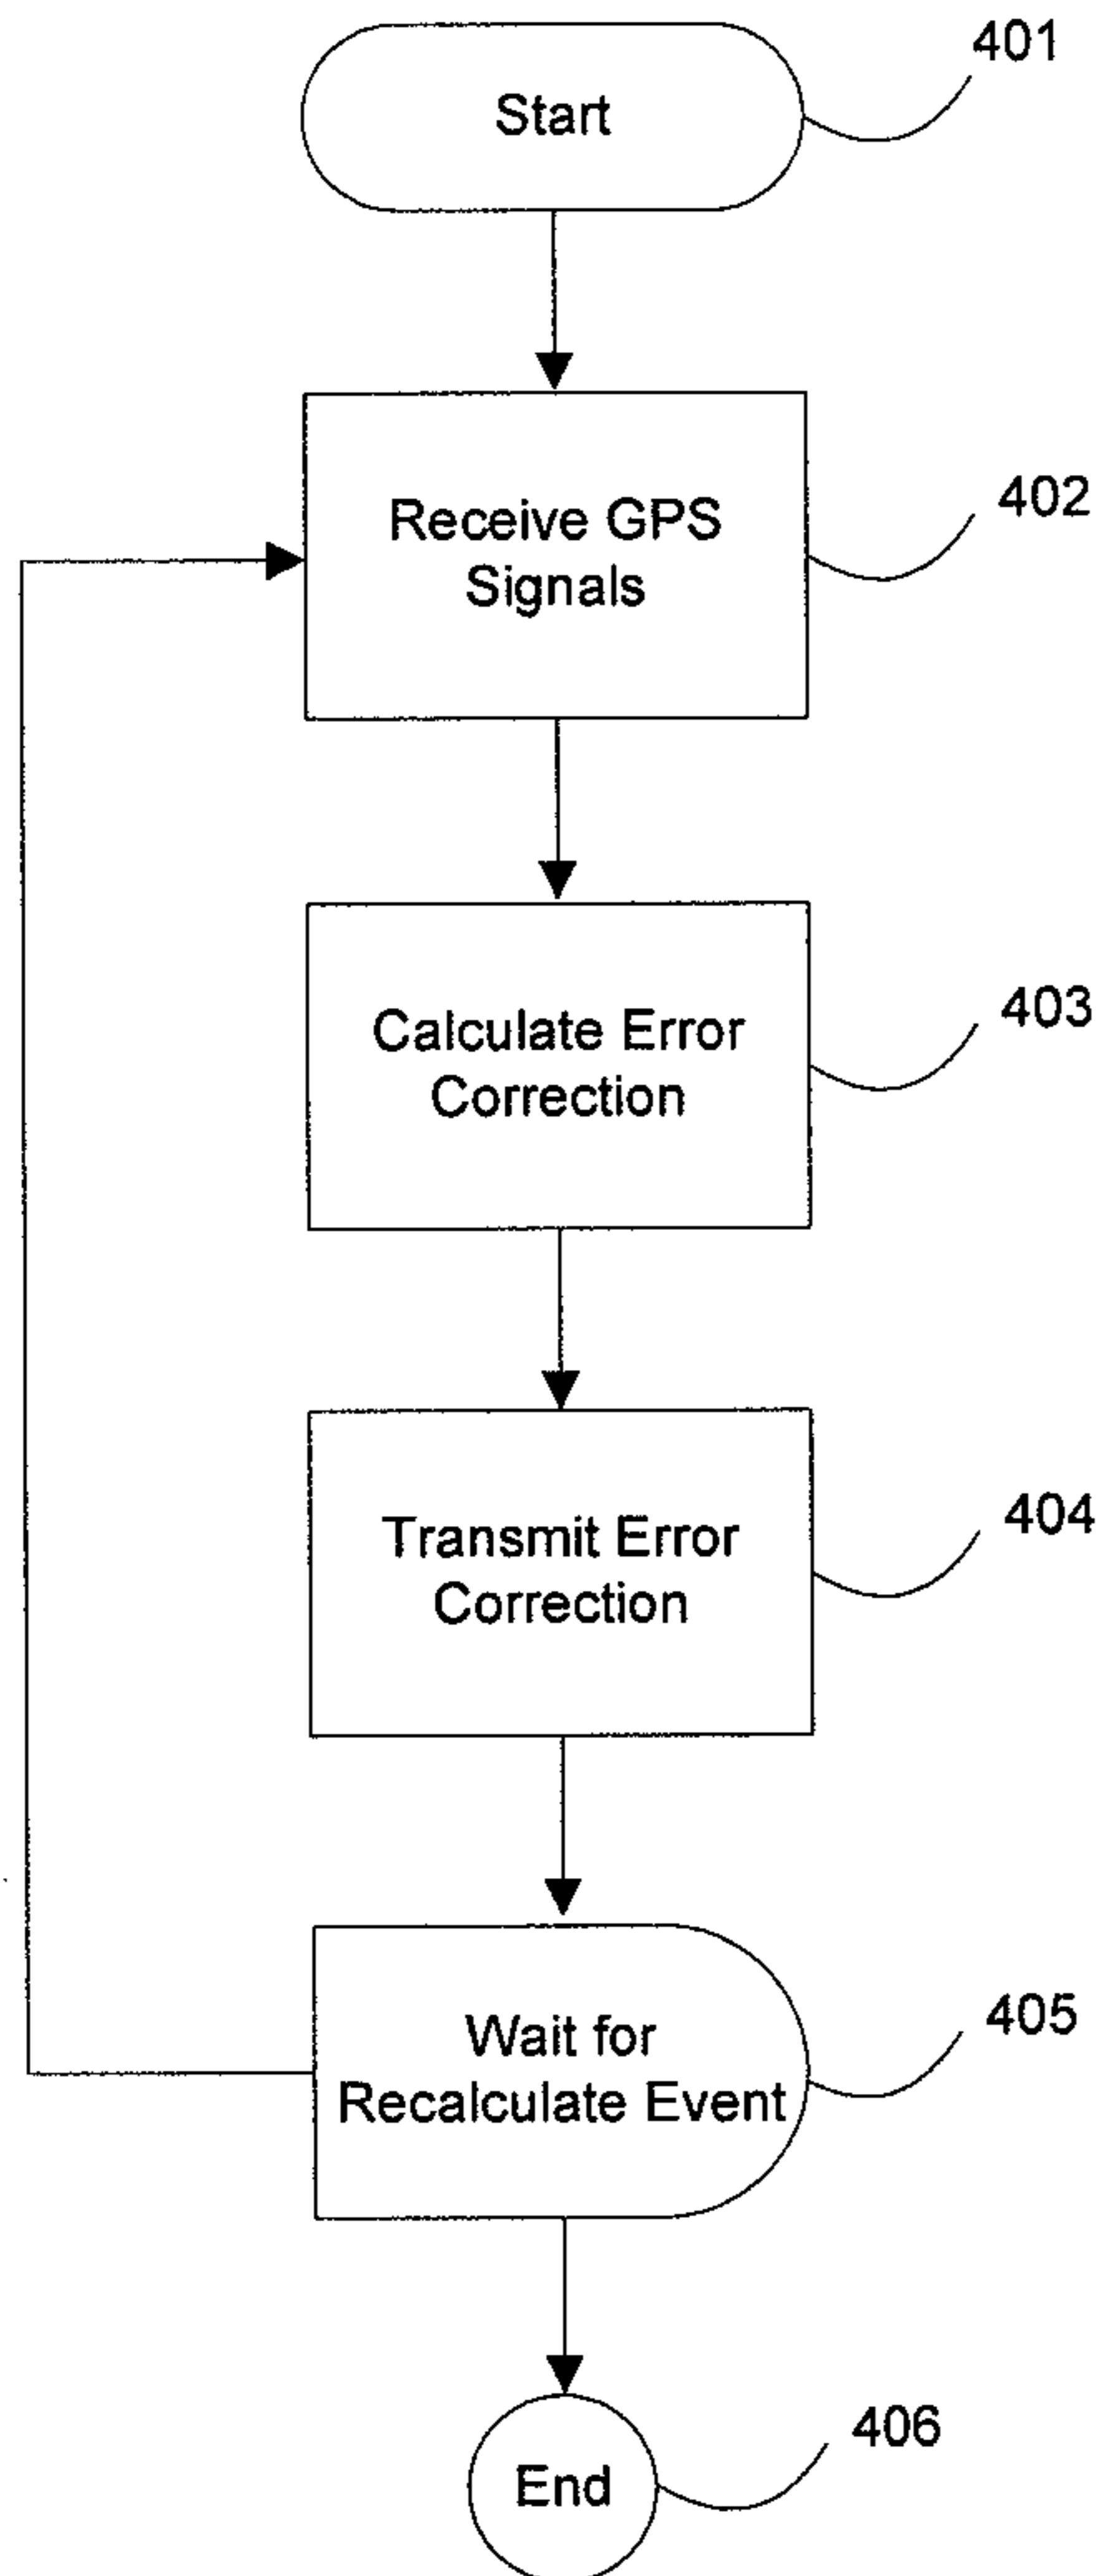 Start
401
Receive GPS
Signals
402
Calculate Error
Correction
403
Transmit Error
Correction
404
Wait for
Recalculate Event
405
End
406